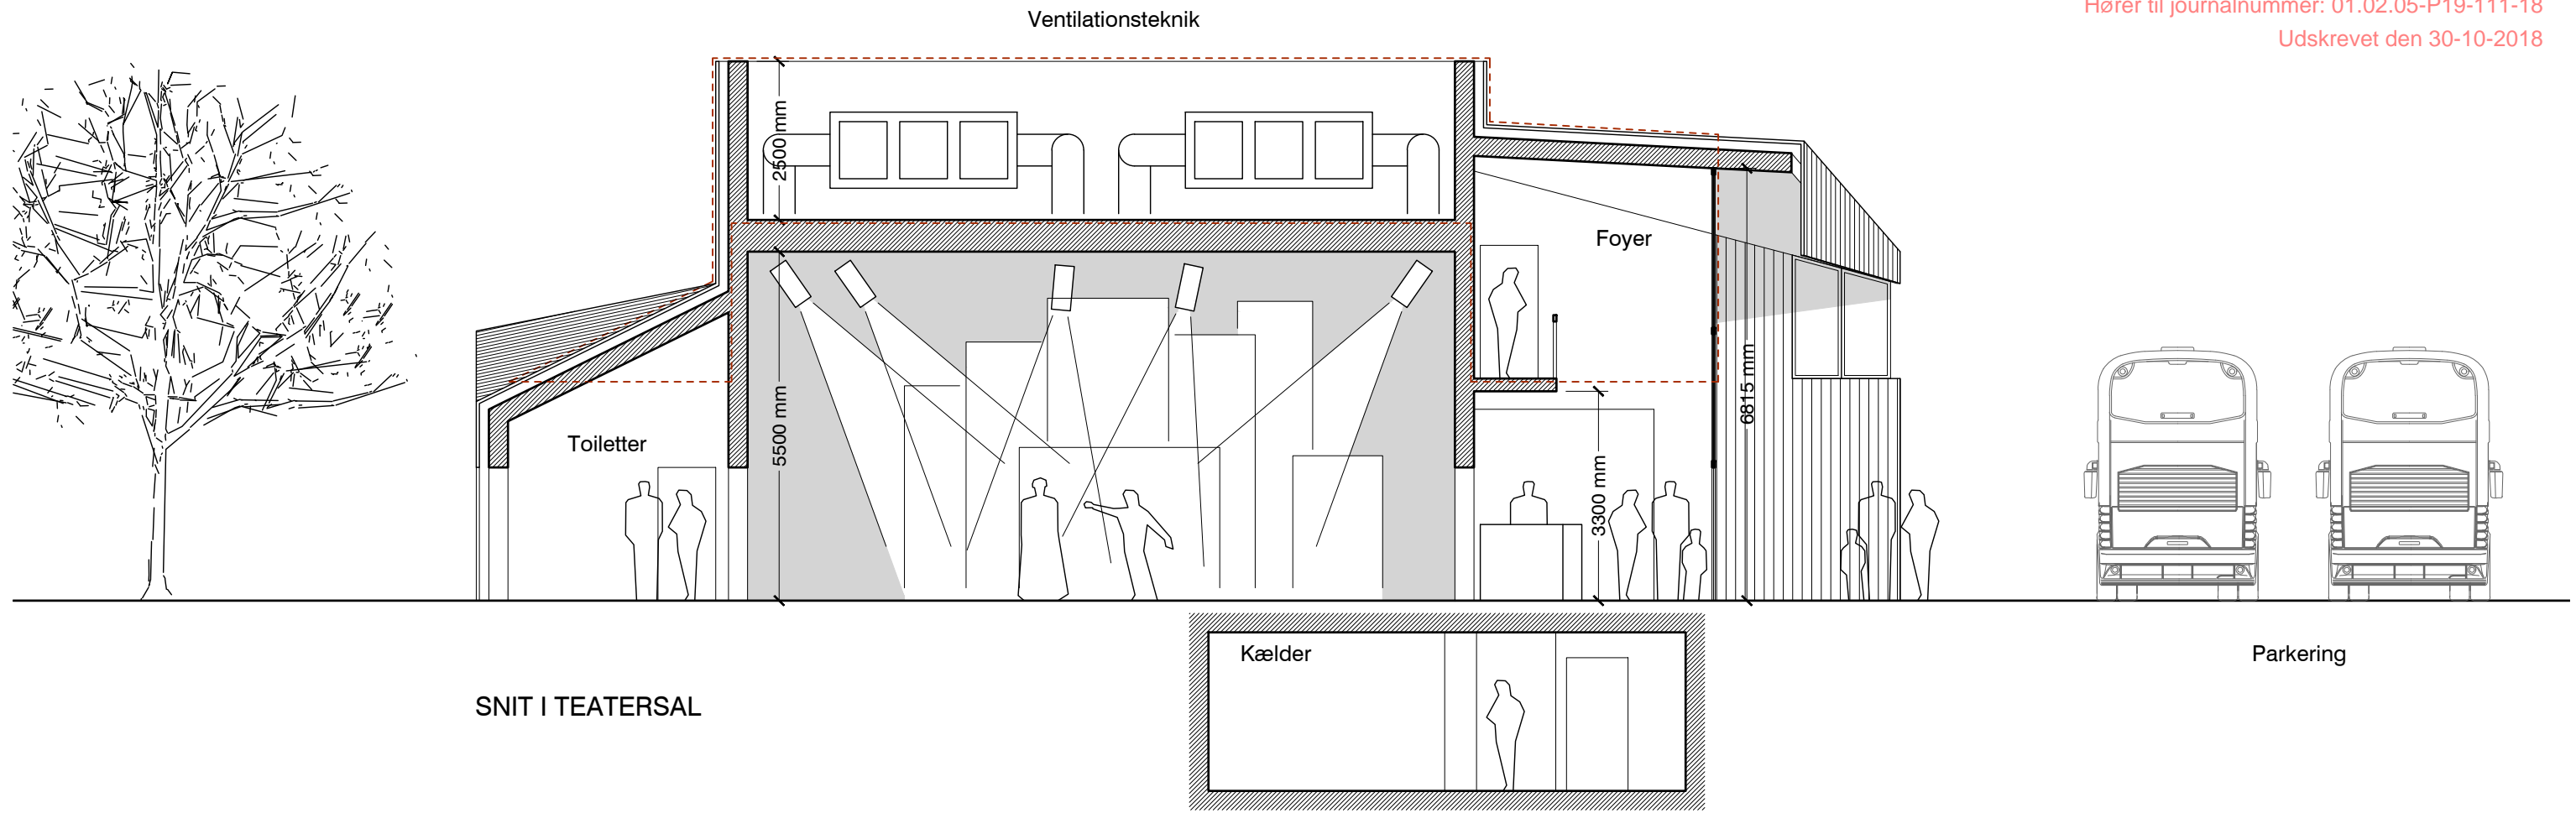 Hører til journalnummer: 01.02.05-P19-111-18
Udskrevet den 30-10-2018
Ventilationsteknik
2500 mm
Foyer
6815 mm
5500 mm
Toiletter
3300 mm
Kælder
Parkering
SNIT I TEATERSAL